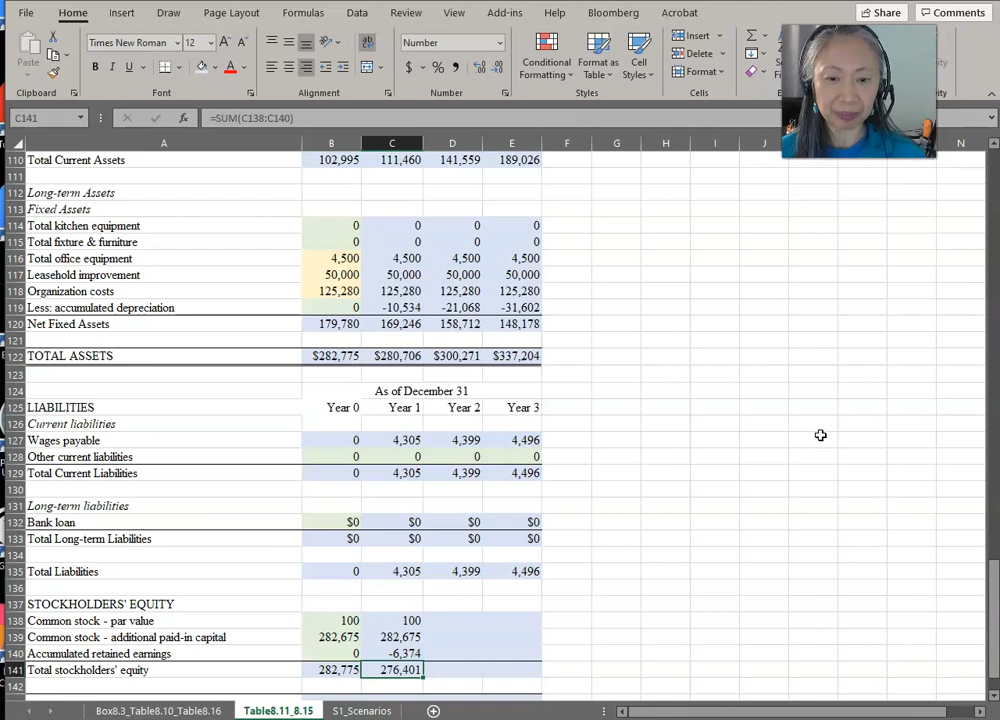 File Home Insert Draw Page Layout Formulas Data Review View Add-ins Help Bloomberg Acrobat Share Comments
Paste Times New Roman 12 A A ab Number Conditional Formatting Format as Table Cell Styles Insert Delete Format
B I U A $ % ,
Clipboard Font Alignment Number Styles Cells
C141 fx =SUM(C138:C140)
A B C D E F G H I J N
110 Total Current Assets 102,995 111,460 141,559 189,026
111
112 Long-term Assets
113 Fixed Assets
114 Total kitchen equipment 0 0 0 0
115 Total fixture & furniture 0 0 0 0
116 Total office equipment 4,500 4,500 4,500 4,500
117 Leasehold improvement 50,000 50,000 50,000 50,000
118 Organization costs 125,280 125,280 125,280 125,280
119 Less: accumulated depreciation 0 -10,534 -21,068 -31,602
120 Net Fixed Assets 179,780 169,246 158,712 148,178
121
122 TOTAL ASSETS $282,775 $280,706 $300,271 $337,204
123
124 As of December 31
125 LIABILITIES Year 0 Year 1 Year 2 Year 3
126 Current liabilities
127 Wages payable 0 4,305 4,399 4,496
128 Other current liabilities 0 0 0 0
129 Total Current Liabilities 0 4,305 4,399 4,496
130
131 Long-term liabilities
132 Bank loan $0 $0 $0 $0
133 Total Long-term Liabilities $0 $0 $0 $0
134
135 Total Liabilities 0 4,305 4,399 4,496
136
137 STOCKHOLDERS' EQUITY
138 Common stock - par value 100 100
139 Common stock - additional paid-in capital 282,675 282,675
140 Accumulated retained earnings 0 -6,374
141 Total stockholders' equity 282,775 276,401
142
Box8.3_Table8.10_Table8.16 Table8.11_8.15 S1_Scenarios